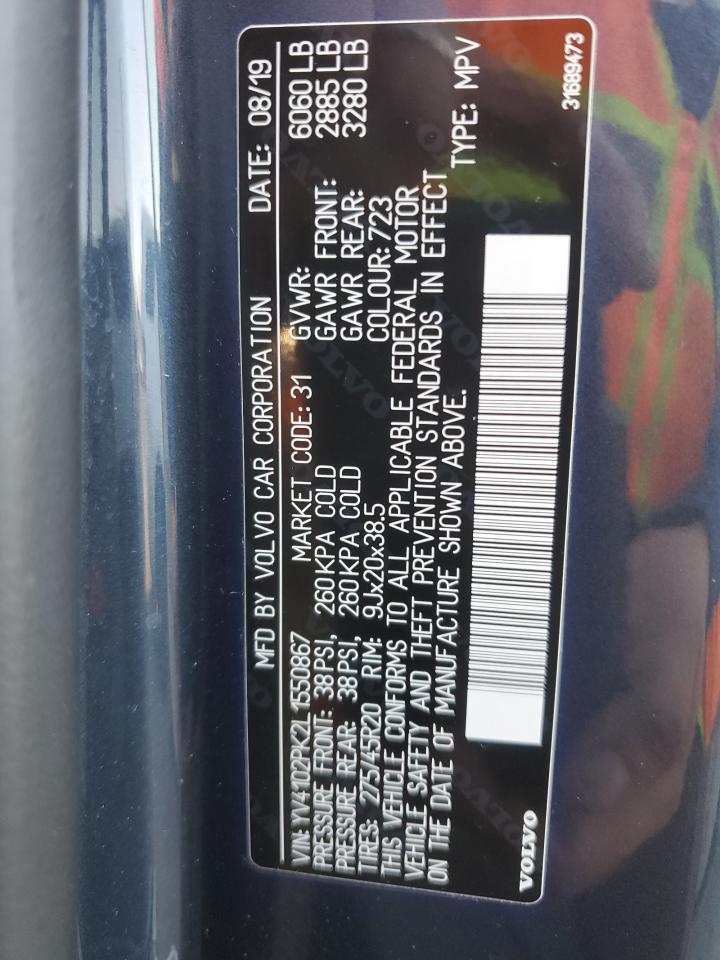 MFD BY VOLVO CAR CORPORATION DATE: 08/19
VIN: YV4102PK2L1550867 MARKET CODE: 31 GVWR: 6060 LB
PRESSURE FRONT: 38PSI, 260KPA COLD GAWR FRONT: 2885 LB
PRESSURE REAR: 38PSI, 260KPA COLD GAWR REAR: 3280 LB
TIRES: 275/45R20 RIM: 9Jx20x38.5 COLOUR: 723
THIS VEHICLE CONFORMS TO ALL APPLICABLE FEDERAL MOTOR
VEHICLE SAFETY AND THEFT PREVENTION STANDARDS IN EFFECT
ON THE DATE OF MANUFACTURE SHOWN ABOVE. TYPE: MPV
VOLVO 31689473